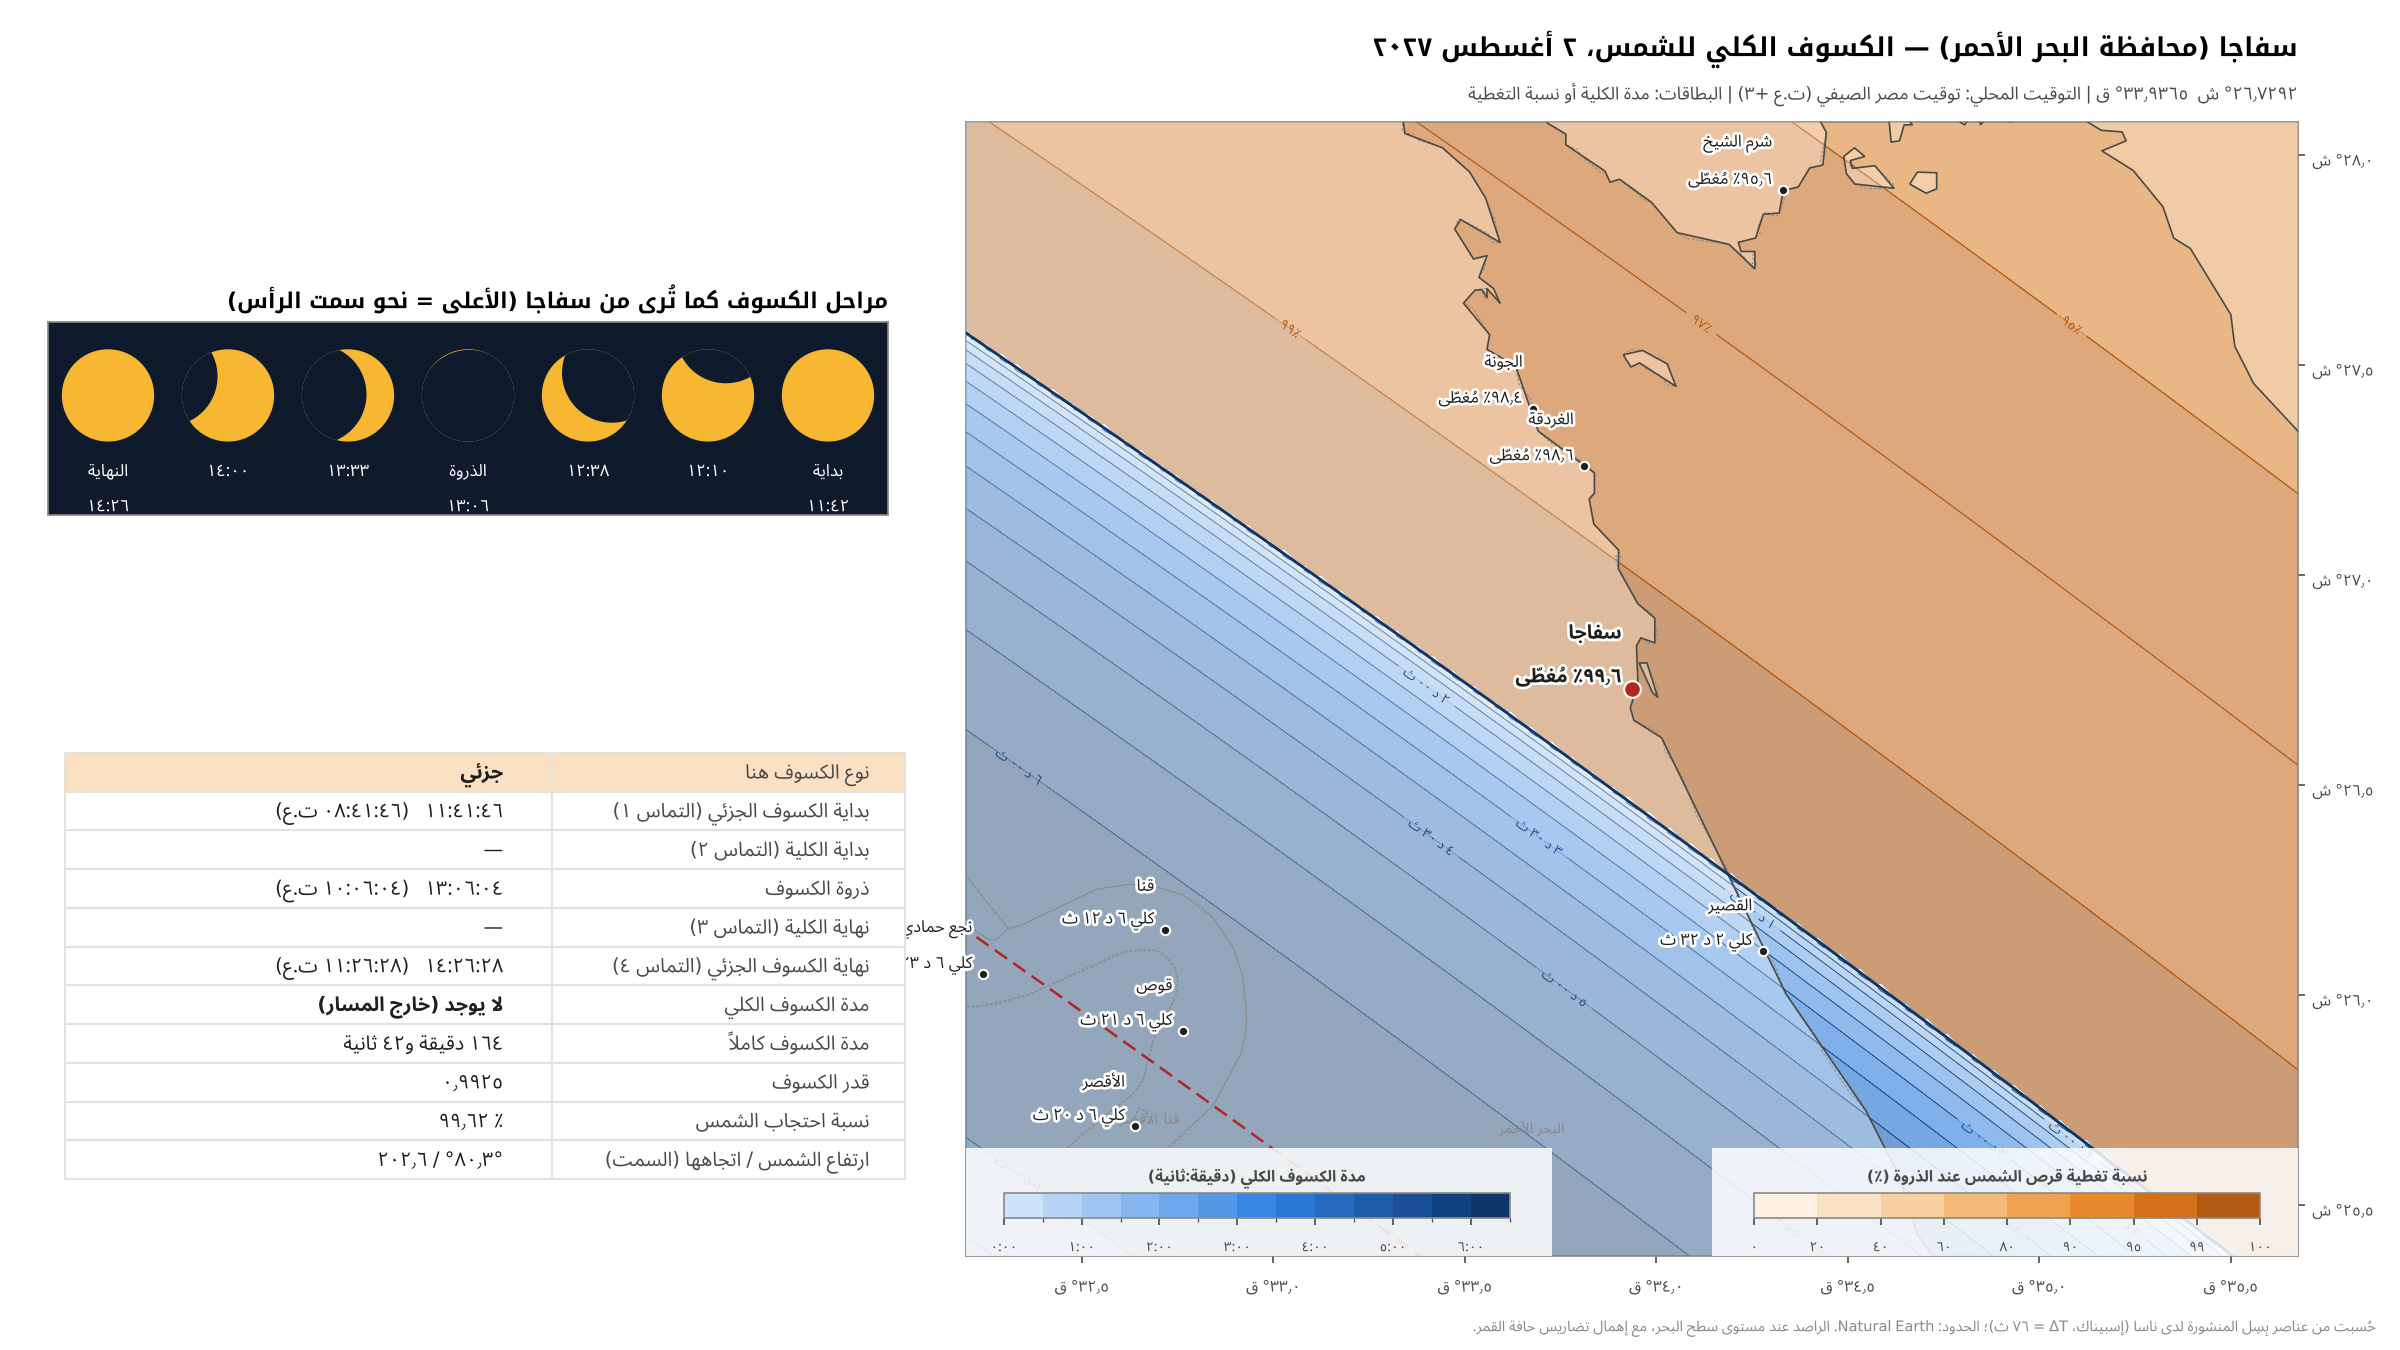 سفاجا (محافظة البحر الأحمر) — الكسوف الكلي للشمس، ٢ أغسطس ٢٠٢٧
٢٦٫٧٢٩٢° ش  ٣٣٫٩٣٦٥° ق | التوقيت المحلي: توقيت مصر الصيفي (ت.ع +٣) | البطاقات: مدة الكلية أو نسبة التغطية
شرم الشيخ
٩٥٫٦٪ مُغطّى
٩٩٪
٩٧٪
٩٥٪
الجونة
٩٨٫٤٪ مُغطّى
الغردقة
٩٨٫٦٪ مُغطّى
سفاجا
٩٩٫٦٪ مُغطّى
٢ د ٠٠ ث
٦ د ٠٠ ث
٤ د ٣٠ ث
٣ د ٣٠ ث
٥ د ٠٠ ث
القصير
كلي ٢ د ٣٢ ث
قنا
كلي ٦ د ١٢ ث
نجع حمادي
كلي ٦ د
قوص
كلي ٦ د ٢١ ث
الأقصر
كلي ٦ د ٢٠ ث
قنا
البحر الأحمر
٢٨٫٠° ش
٢٧٫٥° ش
٢٧٫٠° ش
٢٦٫٥° ش
٢٦٫٠° ش
٢٥٫٥° ش
مدة الكسوف الكلي (دقيقة:ثانية)
٠:٠٠ ١:٠٠ ٢:٠٠ ٣:٠٠ ٤:٠٠ ٥:٠٠ ٦:٠٠
نسبة تغطية قرص الشمس عند الذروة (٪)
٠ ٢٠ ٤٠ ٦٠ ٨٠ ٩٠ ٩٥ ٩٩ ١٠٠
٣٢٫٥° ق ٣٣٫٠° ق ٣٣٫٥° ق ٣٤٫٠° ق ٣٤٫٥° ق ٣٥٫٠° ق ٣٥٫٥° ق
مراحل الكسوف كما تُرى من سفاجا (الأعلى = نحو سمت الرأس)
بداية
١١:٤٢
١٢:١٠
١٢:٣٨
الذروة
١٣:٠٦
١٣:٣٣
١٤:٠٠
النهاية
١٤:٢٦
نوع الكسوف هنا جزئي
بداية الكسوف الجزئي (التماس ١) ١١:٤١:٤٦ (٠٨:٤١:٤٦ ت.ع)
بداية الكلية (التماس ٢) —
ذروة الكسوف ١٣:٠٦:٠٤ (١٠:٠٦:٠٤ ت.ع)
نهاية الكلية (التماس ٣) —
نهاية الكسوف الجزئي (التماس ٤) ١٤:٢٦:٢٨ (١١:٢٦:٢٨ ت.ع)
مدة الكسوف الكلي لا يوجد (خارج المسار)
مدة الكسوف كاملاً ١٦٤ دقيقة و٤٢ ثانية
قدر الكسوف ٠٫٩٩٢٥
نسبة احتجاب الشمس ٩٩٫٦٢ ٪
ارتفاع الشمس / اتجاهها (السمت) ٨٠٫٣° / ٢٠٢٫٦°
حُسبت من عناصر بِسِل المنشورة لدى ناسا (إسبيناك، ΔT = ٧٦ ث)؛ الحدود: Natural Earth. الراصد عند مستوى سطح البحر، مع إهمال تضاريس حافة القمر.